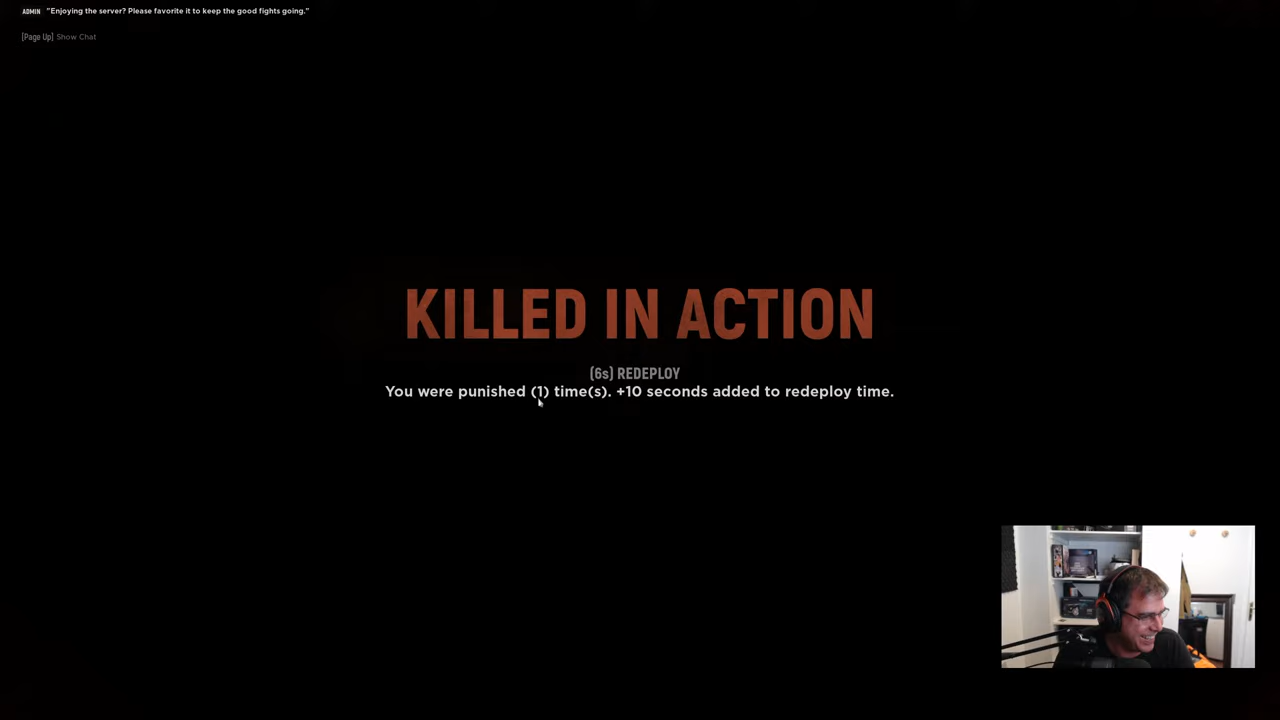 ADMIN "Enjoying the server? Please favorite it to keep the good fights going."
[Page Up] Show Chat
KILLED IN ACTION
(6s) REDEPLOY
You were punished (1) time(s). +10 seconds added to redeploy time.